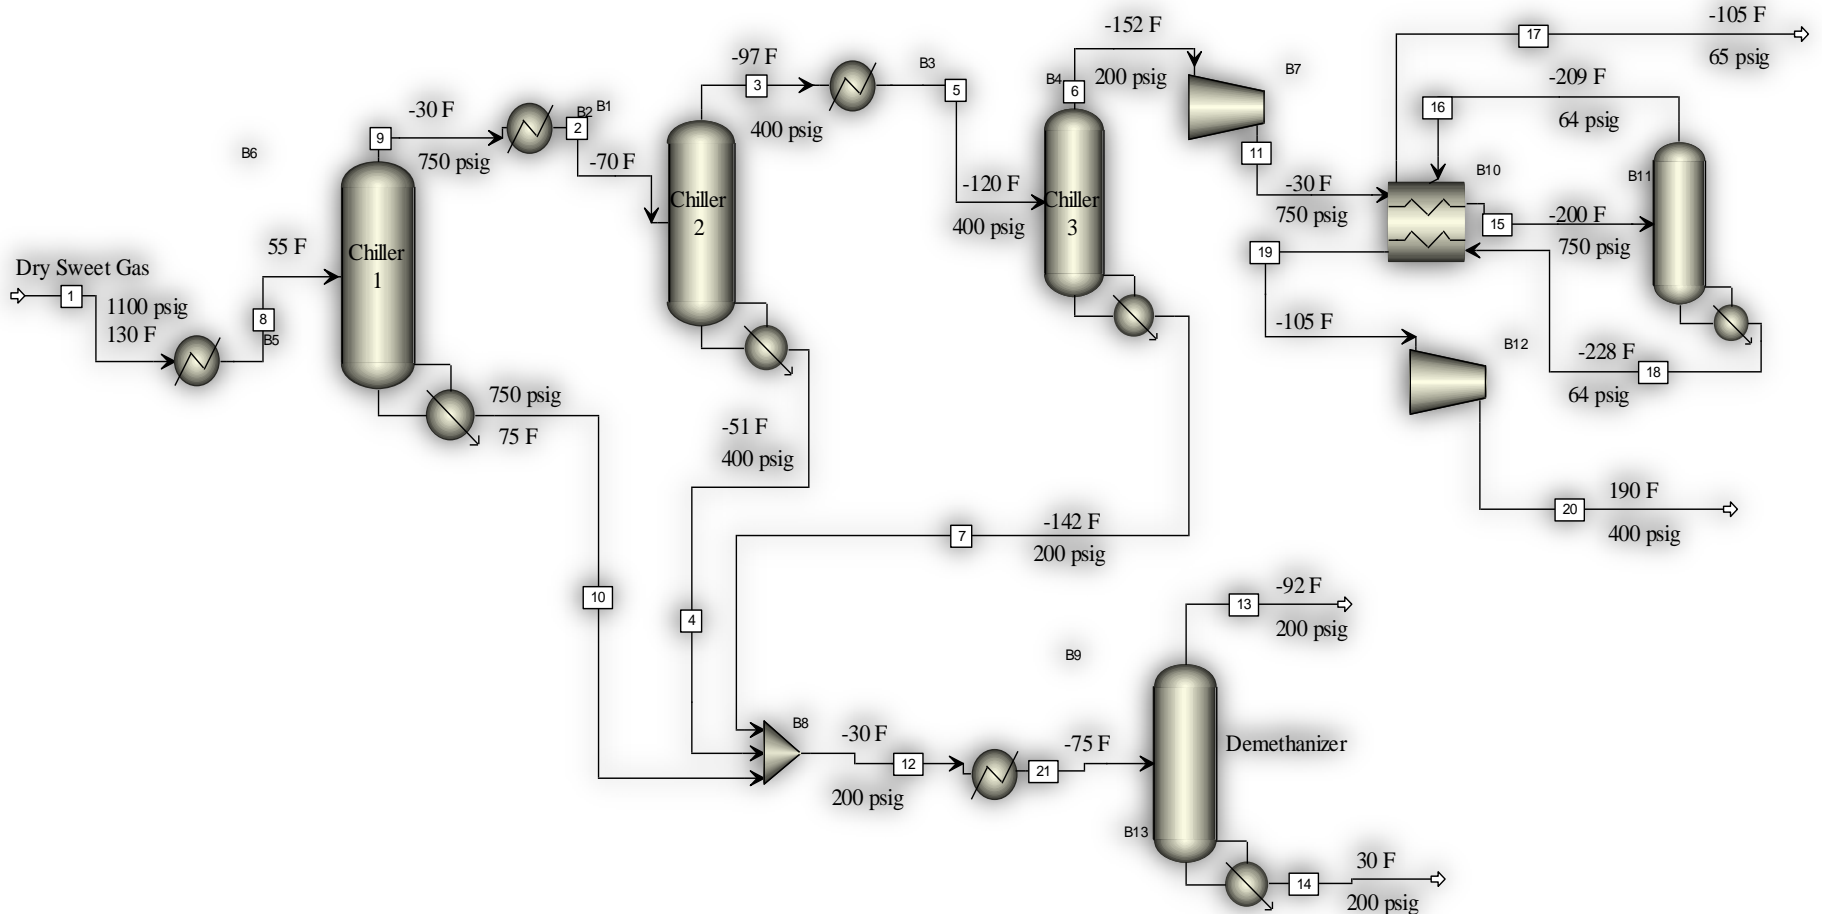 -152 F
-105 F
17
-97 F
B3
B4
6
200 psig
B7
65 psig
-209 F
3
5
16
64 psig
-30 F
B2
B1
2
9
750 psig
400 psig
B6
-70 F
11
B10
B11
-120 F
-30 F
Chiller
2
Chiller
3
400 psig
750 psig
15
-200 F
750 psig
55 F
Chiller
1
19
Dry Sweet Gas
1
1100 psig
130 F
8
B5
-105 F
B12
-228 F
18
64 psig
750 psig
75 F
-51 F
400 psig
190 F
20
400 psig
7
-142 F
200 psig
10
4
-92 F
13
200 psig
B9
B8
-30 F
12
200 psig
-75 F
21
Demethanizer
B13
30 F
14
200 psig